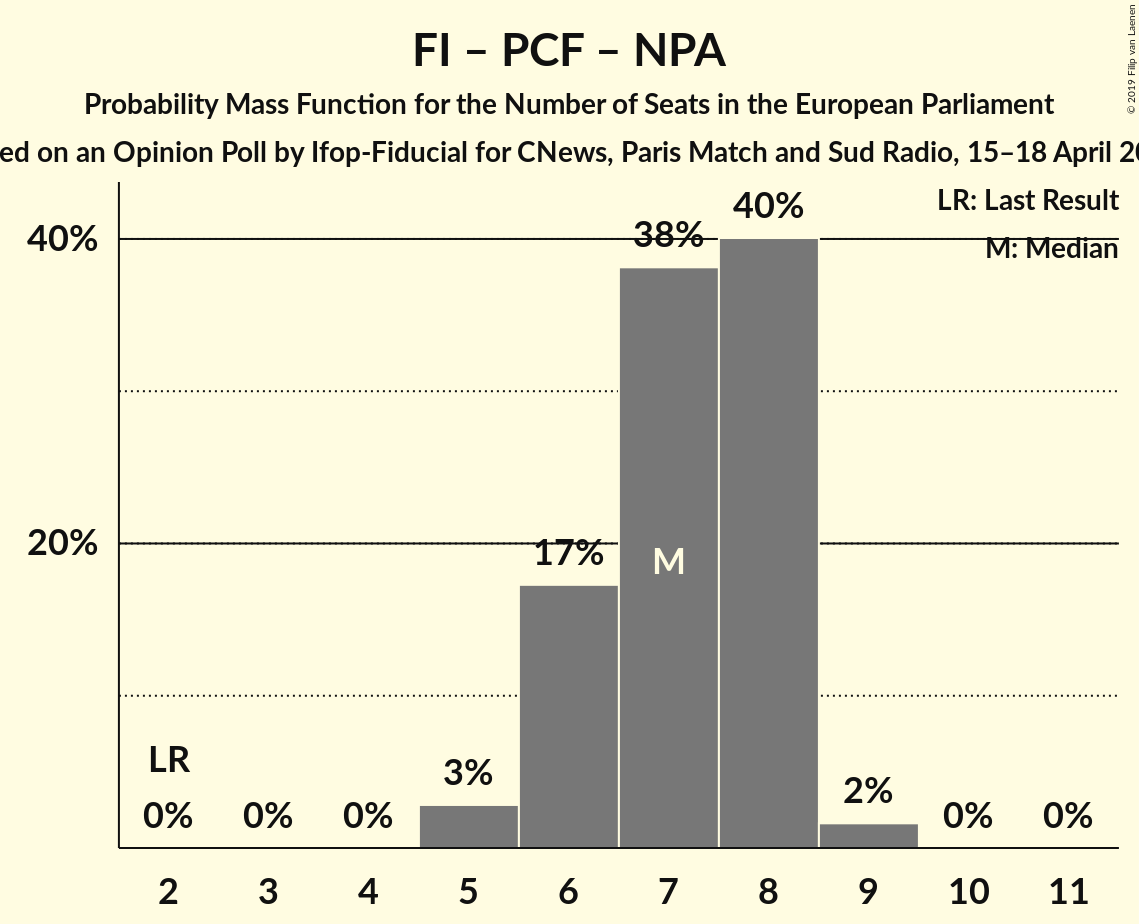 FI – PCF – NPA
Probability Mass Function for the Number of Seats in the European Parliament
on an Opinion Poll by Ifop-Fiducial for CNews, Paris Match and Sud Radio, 15–18 April
© 2019 Filip van Laenen
LR: Last Result
M: Median
40%
20%
40%
38%
17%
M
LR
3%
2%
0% 0% 0% 0% 0%
2 3 4 5 6 7 8 9 10 11